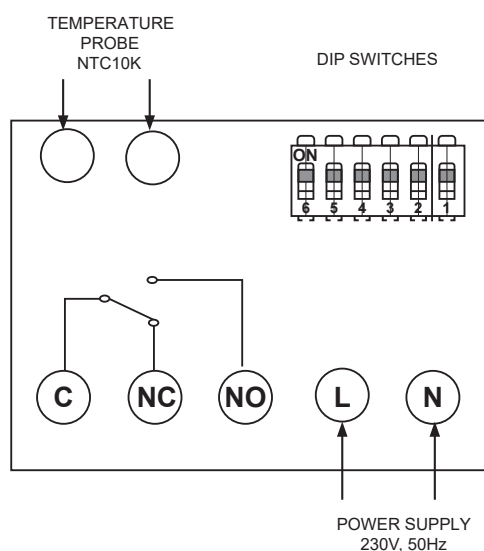 TEMPERATURE
PROBE
NTC10K
DIP SWITCHES
ON
6 5 4 3 2 1
C NC NO L N
POWER SUPPLY
230V, 50Hz